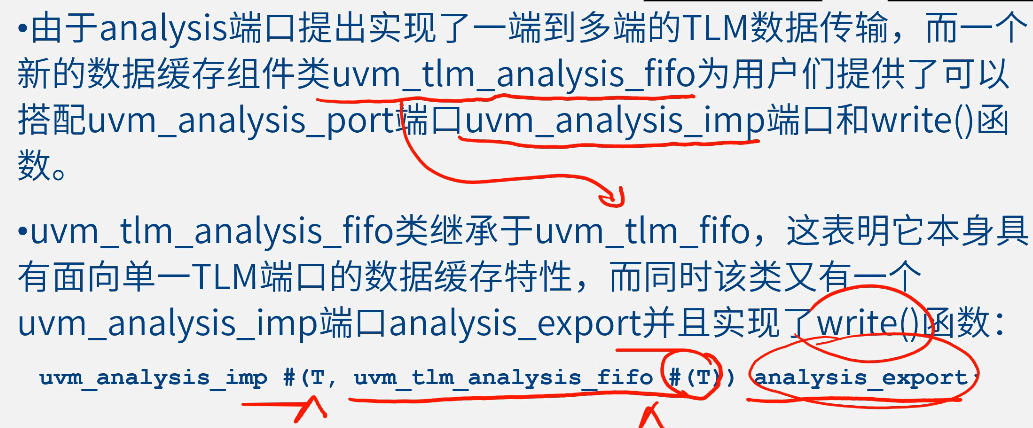 •由于analysis端口提出实现了一端到多端的TLM数据传输，而一个
新的数据缓存组件类uvm_tlm_analysis_fifo为用户们提供了可以
搭配uvm_analysis_port端口uvm_analysis_imp端口和write()函
数。
•uvm_tlm_analysis_fifo类继承于uvm_tlm_fifo，这表明它本身具
有面向单一TLM端口的数据缓存特性，而同时该类又有一个
uvm_analysis_imp端口analysis_export并且实现了write()函数：
uvm_analysis_imp #(T, uvm_tlm_analysis_fifo #(T)) analysis_export;